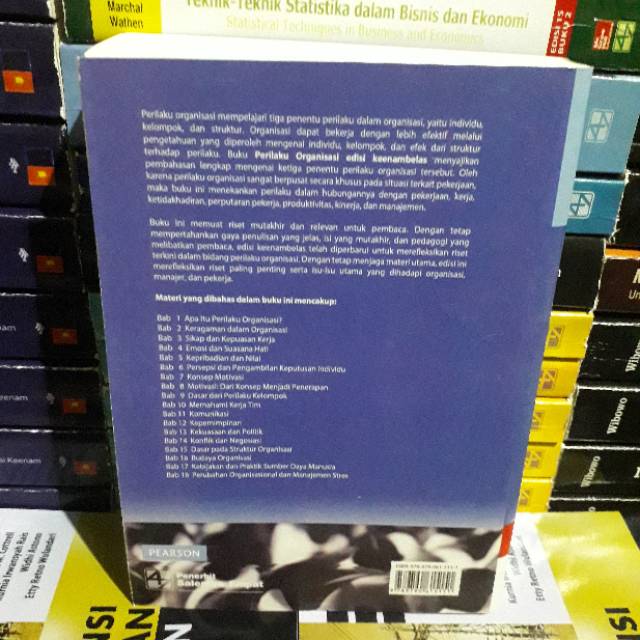 Marchal
Wathen
Teknik-Teknik Statistika dalam Bisnis dan Ekonomi
Statistical Techniques in Business and Economics
EDISI 15
BUKU 2
Perilaku organisasi mempelajari tiga penentu perilaku dalam organisasi, yaitu individu,
kelompok, dan struktur. Organisasi dapat bekerja dengan lebih efektif melalui
pengetahuan yang diperoleh mengenai individu, kelompok, dan efek dari struktur
terhadap perilaku. Buku Perilaku Organisasi edisi keenambelas menyajikan
pembahasan lengkap mengenai ketiga penentu perilaku organisasi tersebut. Oleh
karena perilaku organisasi sangat berpusat secara khusus pada situasi terkait pekerjaan,
maka buku ini menekankan perilaku dalam hubungannya dengan pekerjaan, kerja,
ketidakhadiran, perputaran pekerja, produktivitas, kinerja, dan manajemen.
Buku ini memuat riset mutakhir dan relevan untuk pembaca. Dengan tetap
mempertahankan gaya penulisan yang jelas, isi yang mutakhir, dan pedagogi yang
melibatkan pembaca, edisi keenambelas telah diperbarui untuk merefleksikan riset
terkini dalam bidang perilaku organisasi. Dengan tetap menjaga materi utama, edisi ini
merefleksikan riset paling penting serta isu-isu utama yang dihadapi organisasi,
manajer, dan pekerja.
Materi yang dibahas dalam buku ini mencakup:
Bab 1 Apa Itu Perilaku Organisasi?
Bab 2 Keragaman dalam Organisasi
Bab 3 Sikap dan Kepuasan Kerja
Bab 4 Emosi dan Suasana Hati
Bab 5 Kepribadian dan Nilai
Bab 6 Persepsi dan Pengambilan Keputusan Individu
Bab 7 Konsep Motivasi
Bab 8 Motivasi: Dari Konsep Menjadi Penerapan
Bab 9 Dasar dari Perilaku Kelompok
Bab 10 Memahami Kerja Tim
Bab 11 Komunikasi
Bab 12 Kepemimpinan
Bab 13 Kekuasaan dan Politik
Bab 14 Konflik dan Negosiasi
Bab 15 Dasar pada Struktur Organisasi
Bab 16 Budaya Organisasi
Bab 17 Kebijakan dan Praktik Sumber Daya Manusia
Bab 18 Perubahan Organisasional dan Manajemen Stres
PEARSON
Penerbit
Salemba Empat
Wibowo
Wibowo
Keenam